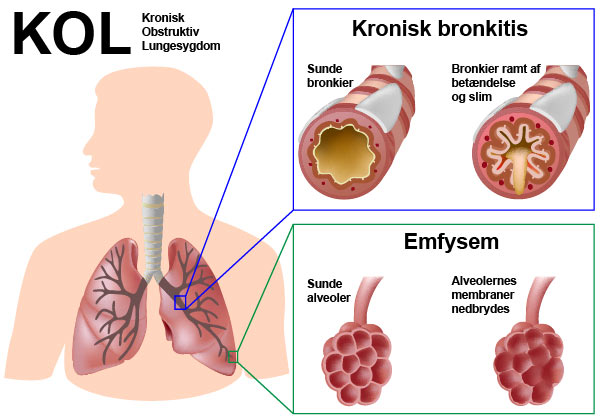 KOL
Kronisk
Obstruktiv
Lungesygdom
Kronisk bronkitis
Sunde
bronkier
Bronkier ramt af
betændelse
og slim
Emfysem
Sunde
alveoler
Alveolernes
membraner
nedbrydes